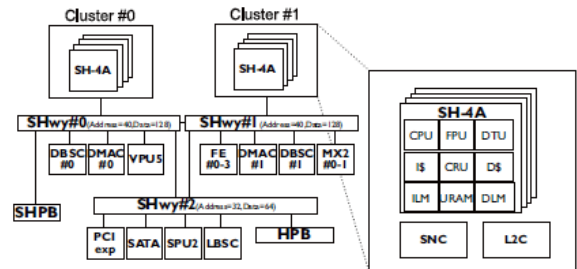 Cluster #0
Cluster #1
SH-4A
SH-4A
SHwy#0(Address=40,Data=128)
SHwy#1(Address=40,Data=128)
DBSC
#0
DMAC
#0
VPU5
FE
#0-3
DMAC
#1
DBSC
#1
MX2
#0-1
SHPB
SHwy#2(Address=32,Data=64)
PCI
exp
SATA
SPU2
LBSC
HPB
SH-4A
CPU
FPU
DTU
I$
CRU
D$
ILM
URAM
DLM
SNC
L2C